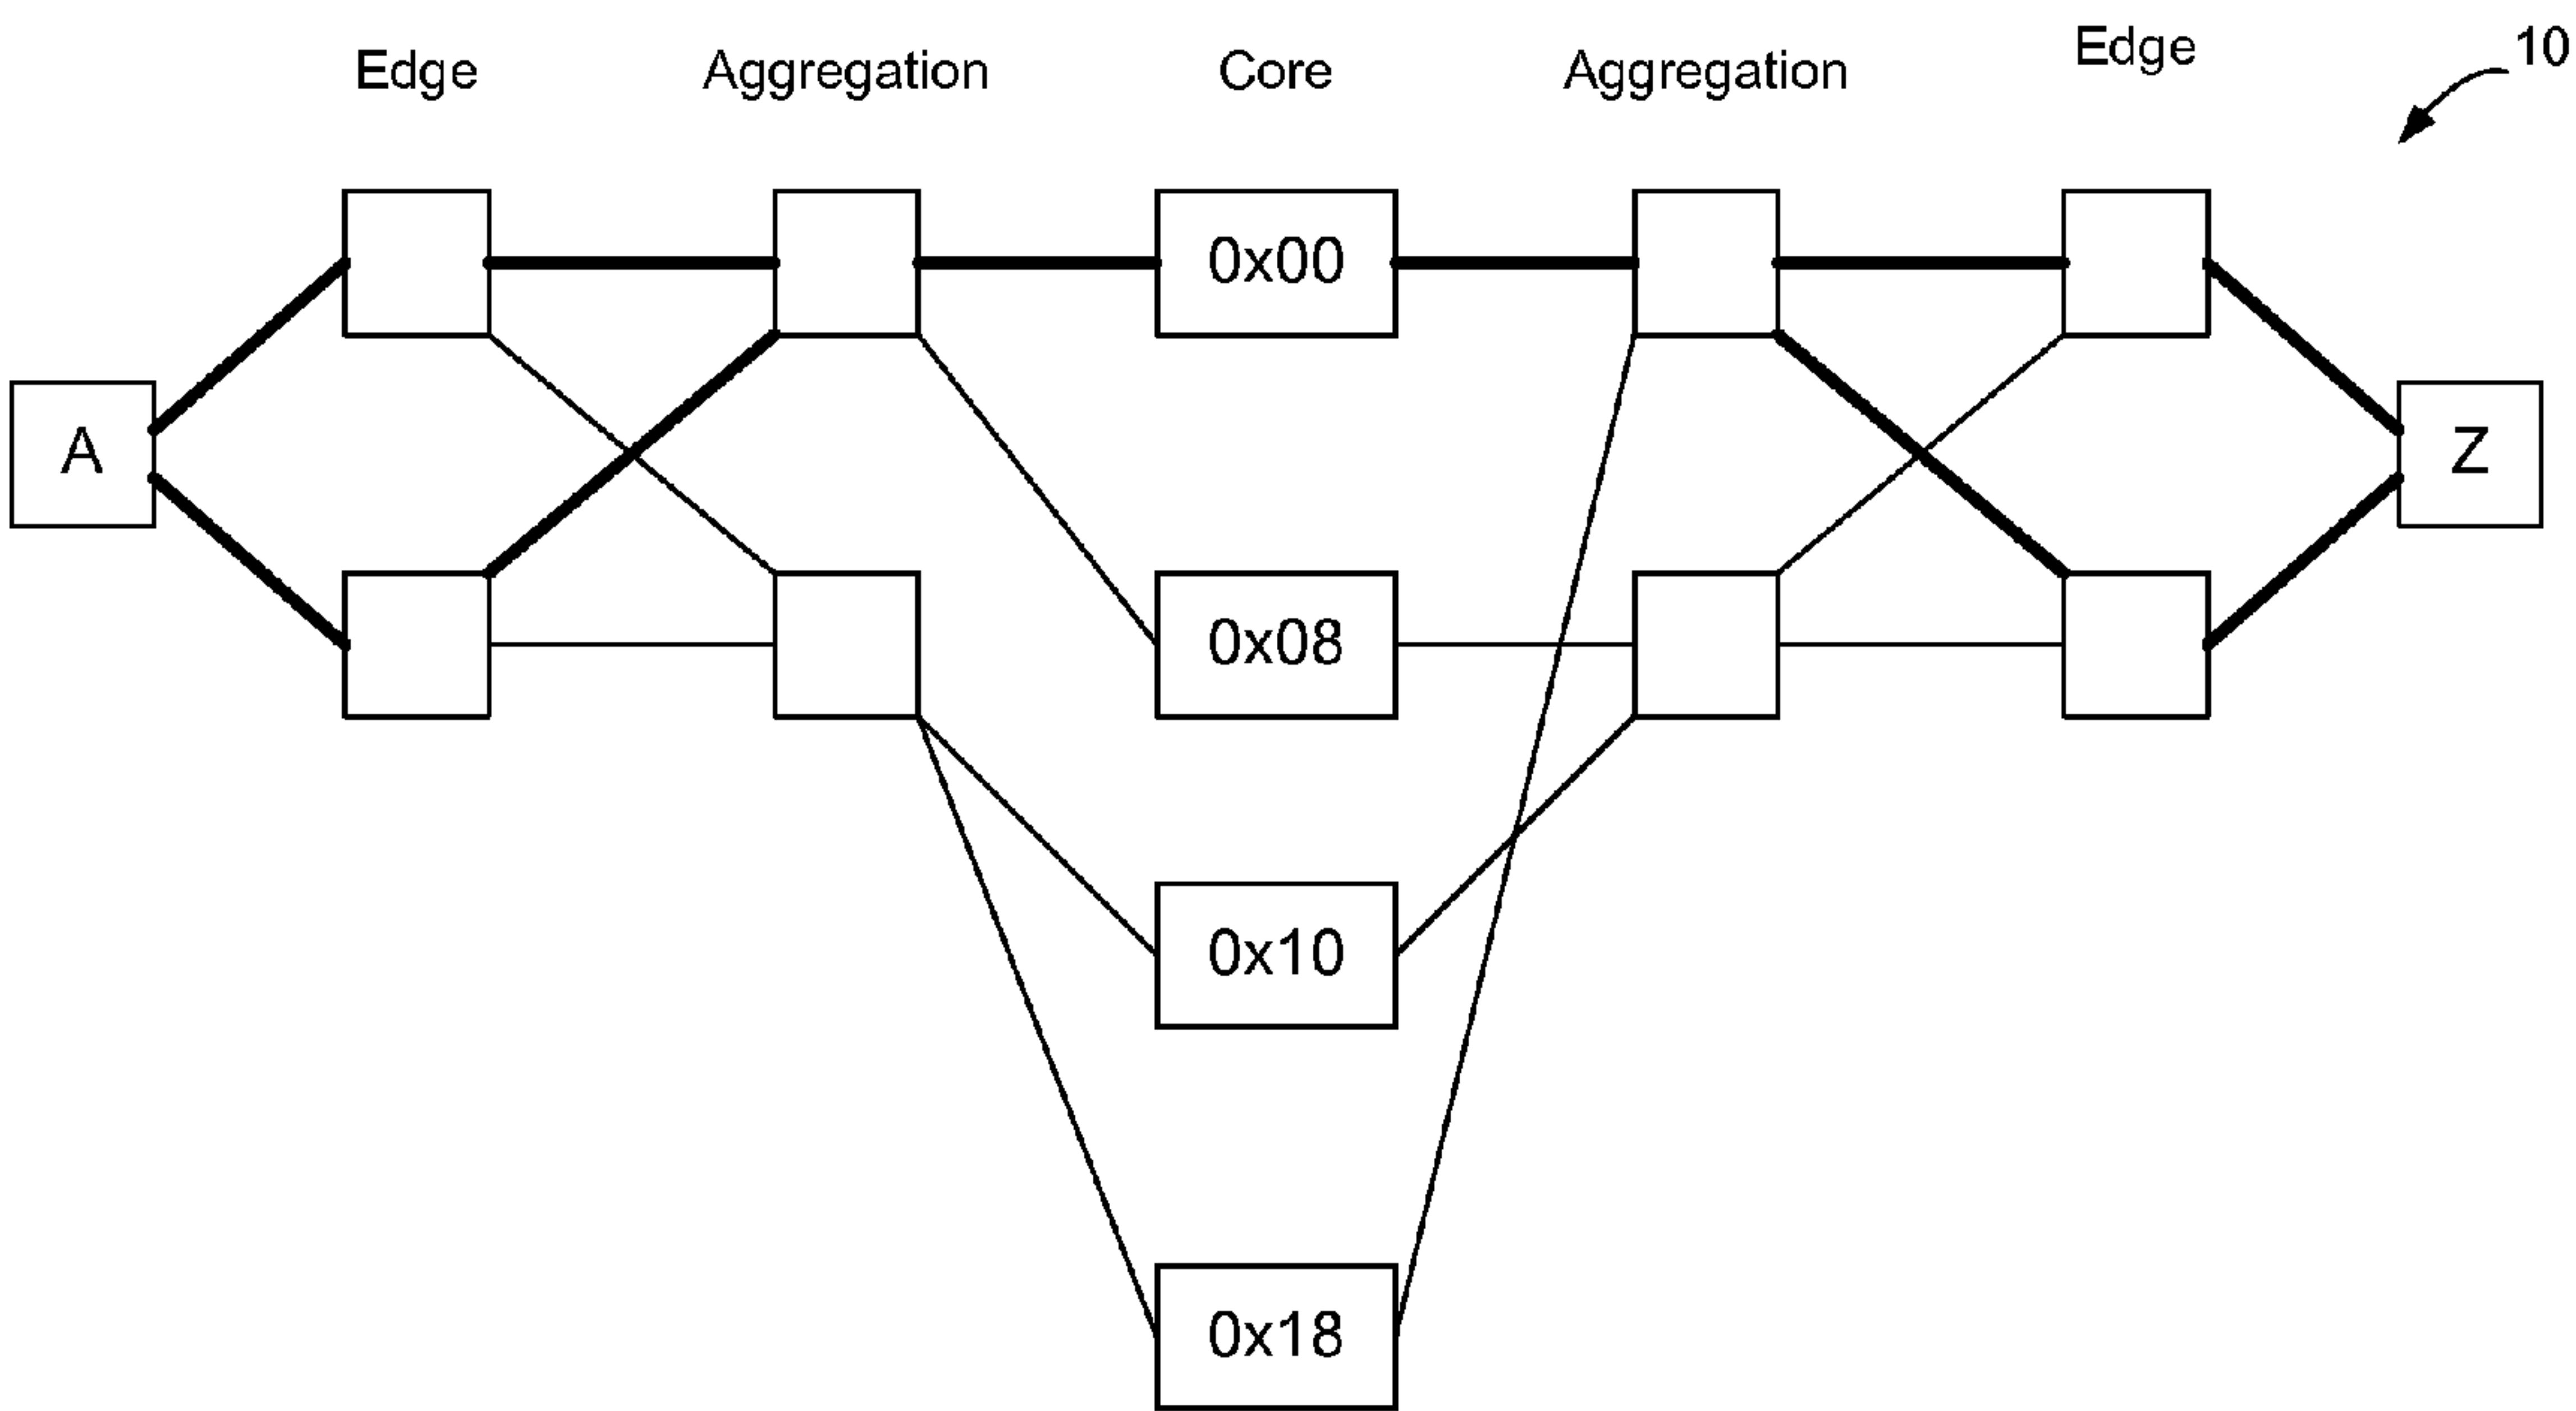 Edge Aggregation Core Aggregation Edge 10
0x00
A Z
0x08
0x10
0x18